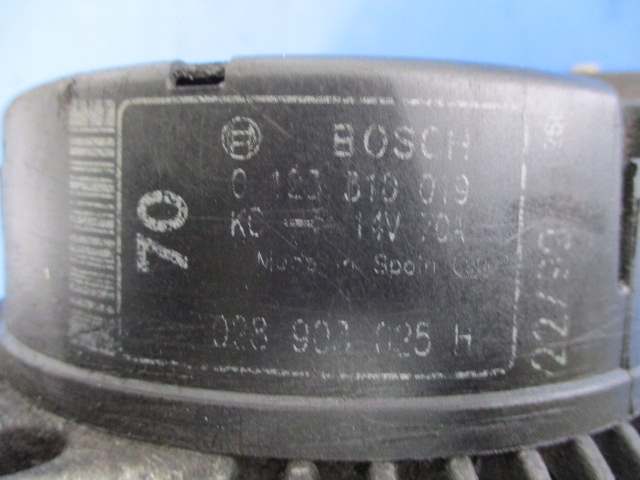 BOSCH
0 123 310 019
KC 14V 70A
Made in Spain
028 903 025 H
70